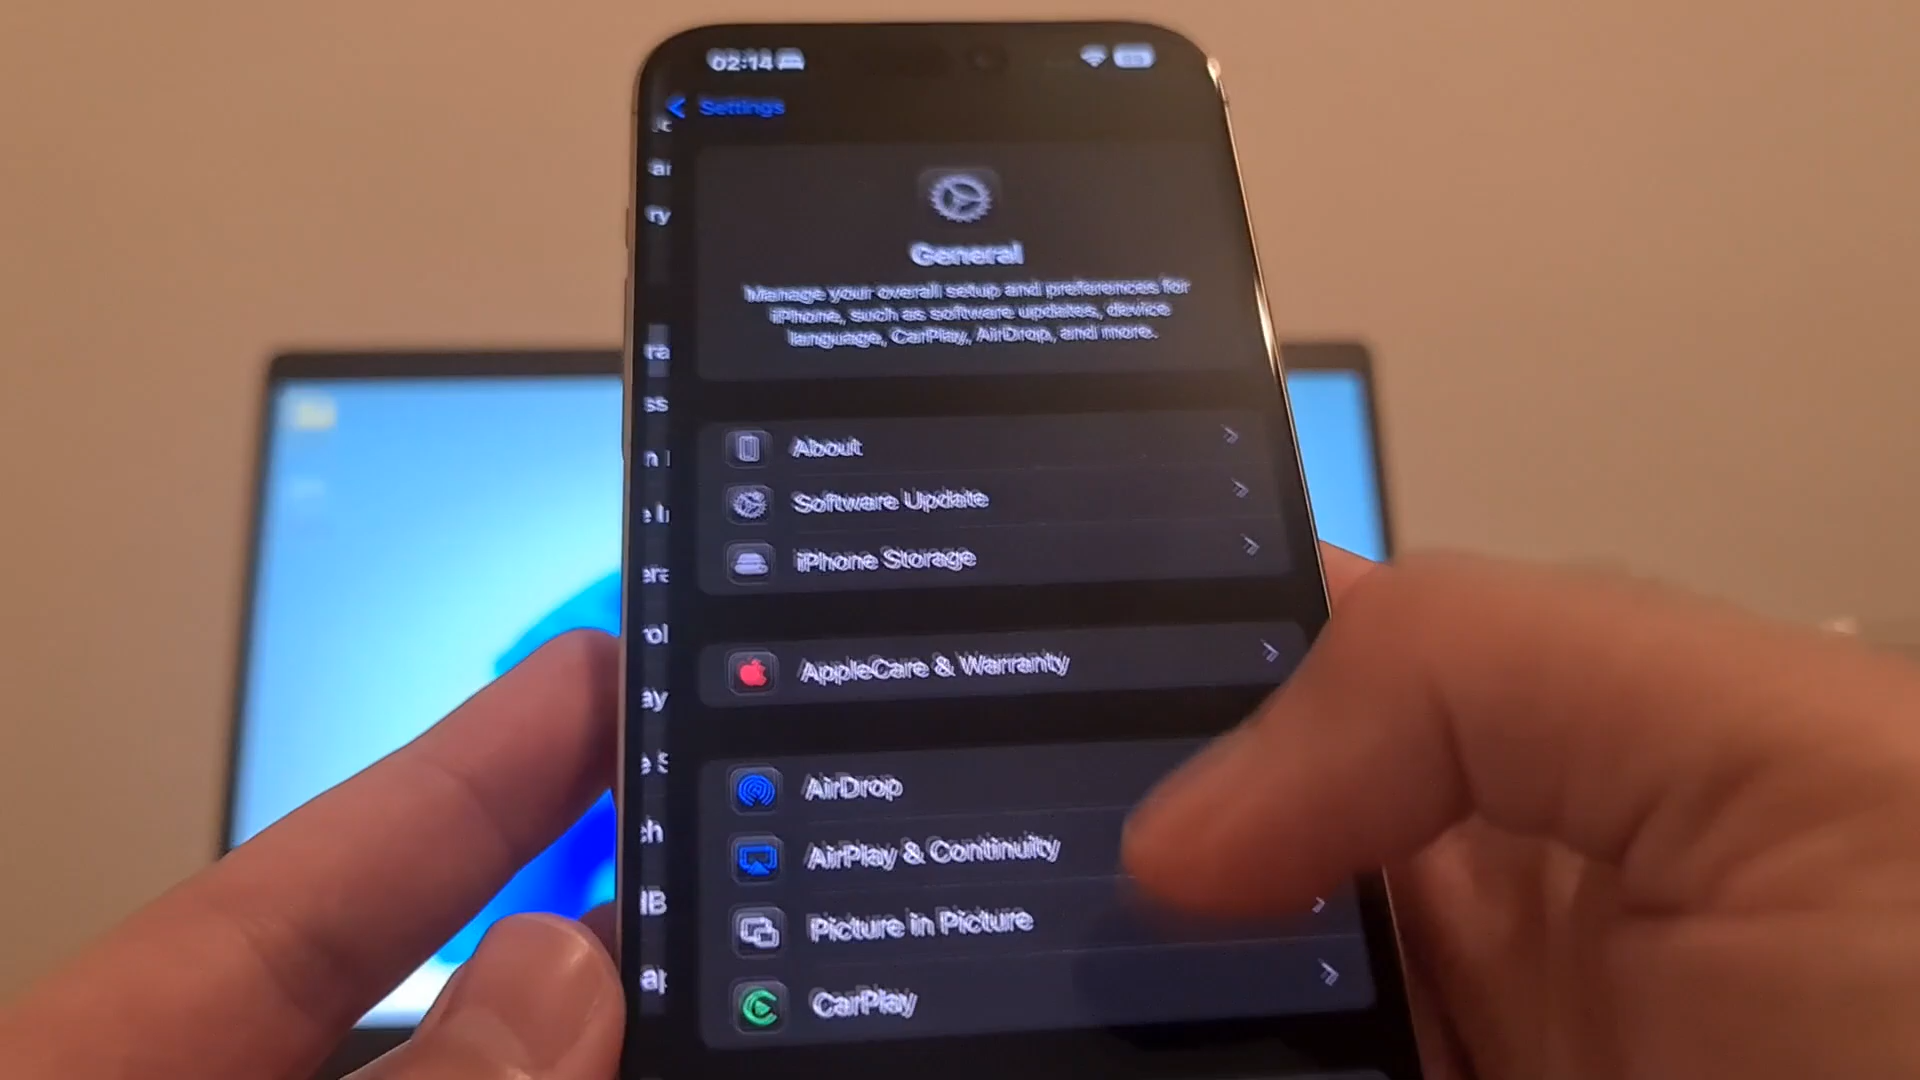 02:14
Settings
General
Manage your overall setup and preferences for
iPhone, such as software updates, device
language, CarPlay, AirDrop, and more.
About
Software Update
iPhone Storage
AppleCare & Warranty
AirDrop
AirPlay & Continuity
Picture in Picture
CarPlay